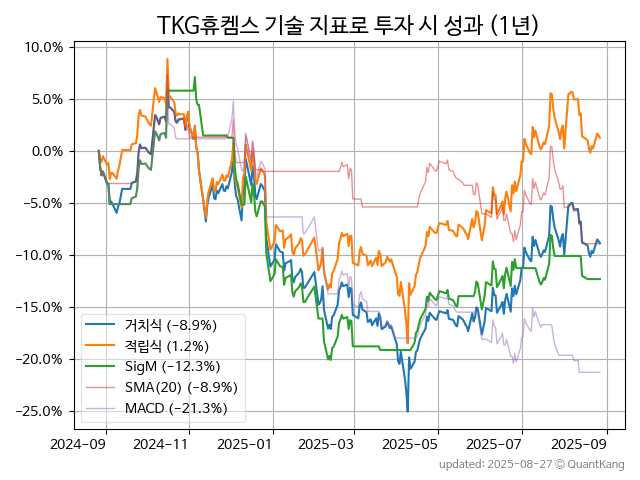 TKG휴켐스 기술 지표로 투자 시 성과 (1년)
10.0%
5.0%
0.0%
−5.0%
−10.0%
−15.0%
−20.0%
−25.0%
거치식 (−8.9%)
적립식 (1.2%)
SigM (−12.3%)
SMA(20) (−8.9%)
MACD (−21.3%)
2024-09 2024-11 2025-01 2025-03 2025-05 2025-07 2025-09
updated: 2025-08-27 © QuantKang